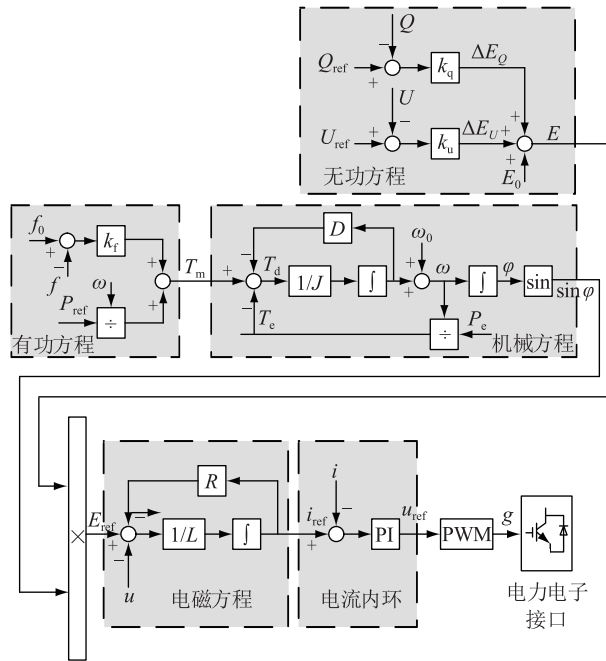 Q
−
Q_ref
+
k_q
ΔE_Q
U
−
+
U_ref
+
k_u
ΔE_U
+
E
+
E_0
无功方程
f_0
+
k_f
−
f
+
ω
+
T_m
P_ref
÷
有功方程
D
ω_0
−
T_d
+
1/J
∫
+
+
ω
∫
φ
sin
sinφ
−
T_e
÷
P_e
机械方程
×
E_ref
+
−
−
u
R
1/L
∫
电磁方程
i
−
i_ref
+
PI
u_ref
电流内环
PWM
g
电力电子
接口